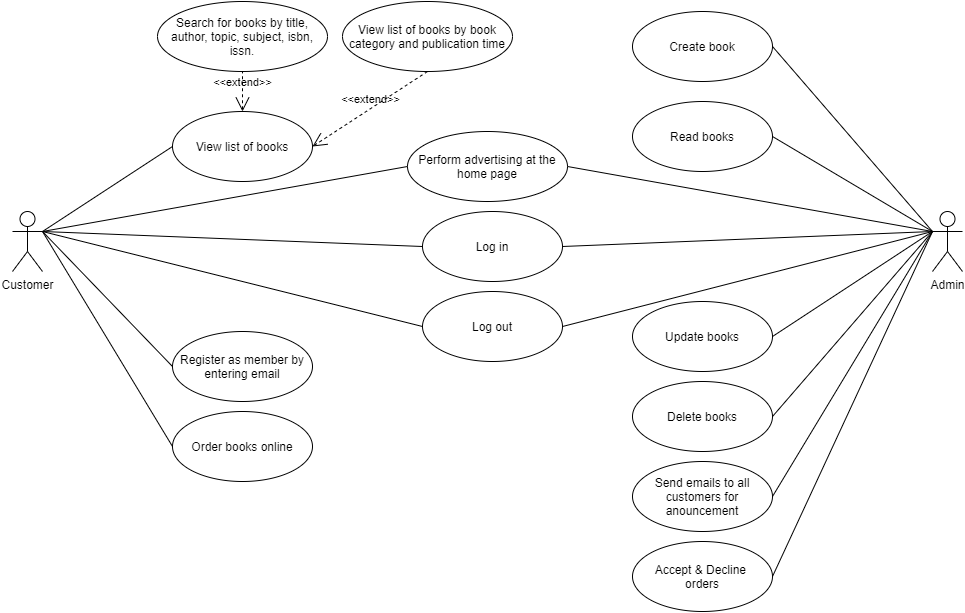 Search for books by title,
author, topic, subject, isbn,
issn.
View list of books by book
category and publication time
Create book
<<extend>>
<<extend>>
Read books
View list of books
Perform advertising at the
home page
Log in
Customer
Admin
Log out
Update books
Register as member by
entering email
Delete books
Order books online
Send emails to all
customers for
anouncement
Accept & Decline
orders